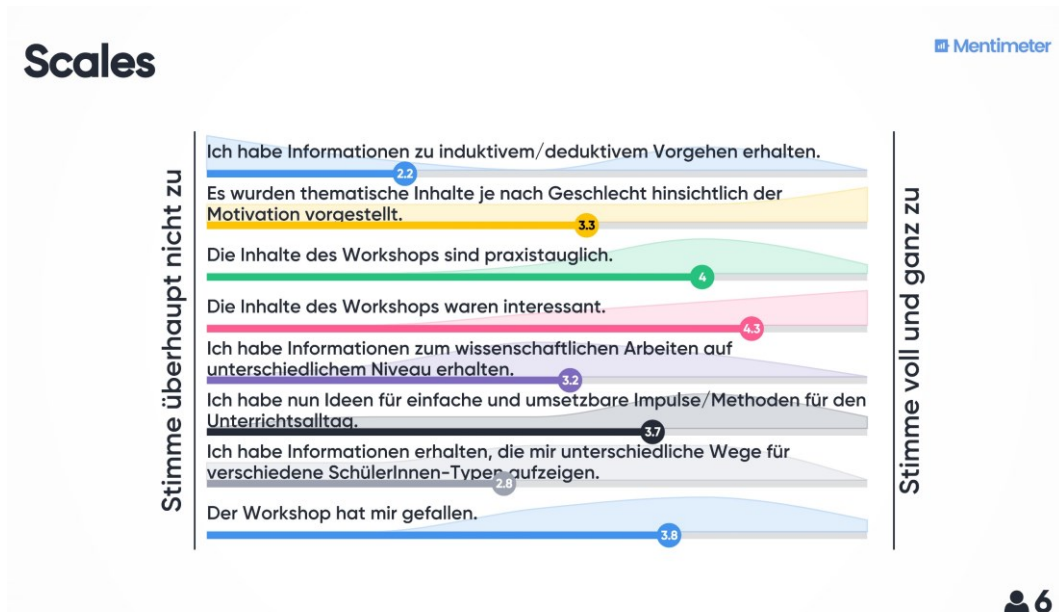 Scales
Mentimeter
Stimme überhaupt nicht zu
Ich habe Informationen zu induktivem/deduktivem Vorgehen erhalten.
2.2
Es wurden thematische Inhalte je nach Geschlecht hinsichtlich der
Motivation vorgestellt.
3.3
Die Inhalte des Workshops sind praxistauglich.
4
Die Inhalte des Workshops waren interessant.
4.3
Ich habe Informationen zum wissenschaftlichen Arbeiten auf
unterschiedlichem Niveau erhalten.
3.2
Ich habe nun Ideen für einfache und umsetzbare Impulse/Methoden für den
Unterrichtsalltag.
3.7
Ich habe Informationen erhalten, die mir unterschiedliche Wege für
verschiedene SchülerInnen-Typen aufzeigen.
2.8
Der Workshop hat mir gefallen.
3.8
Stimme voll und ganz zu
6